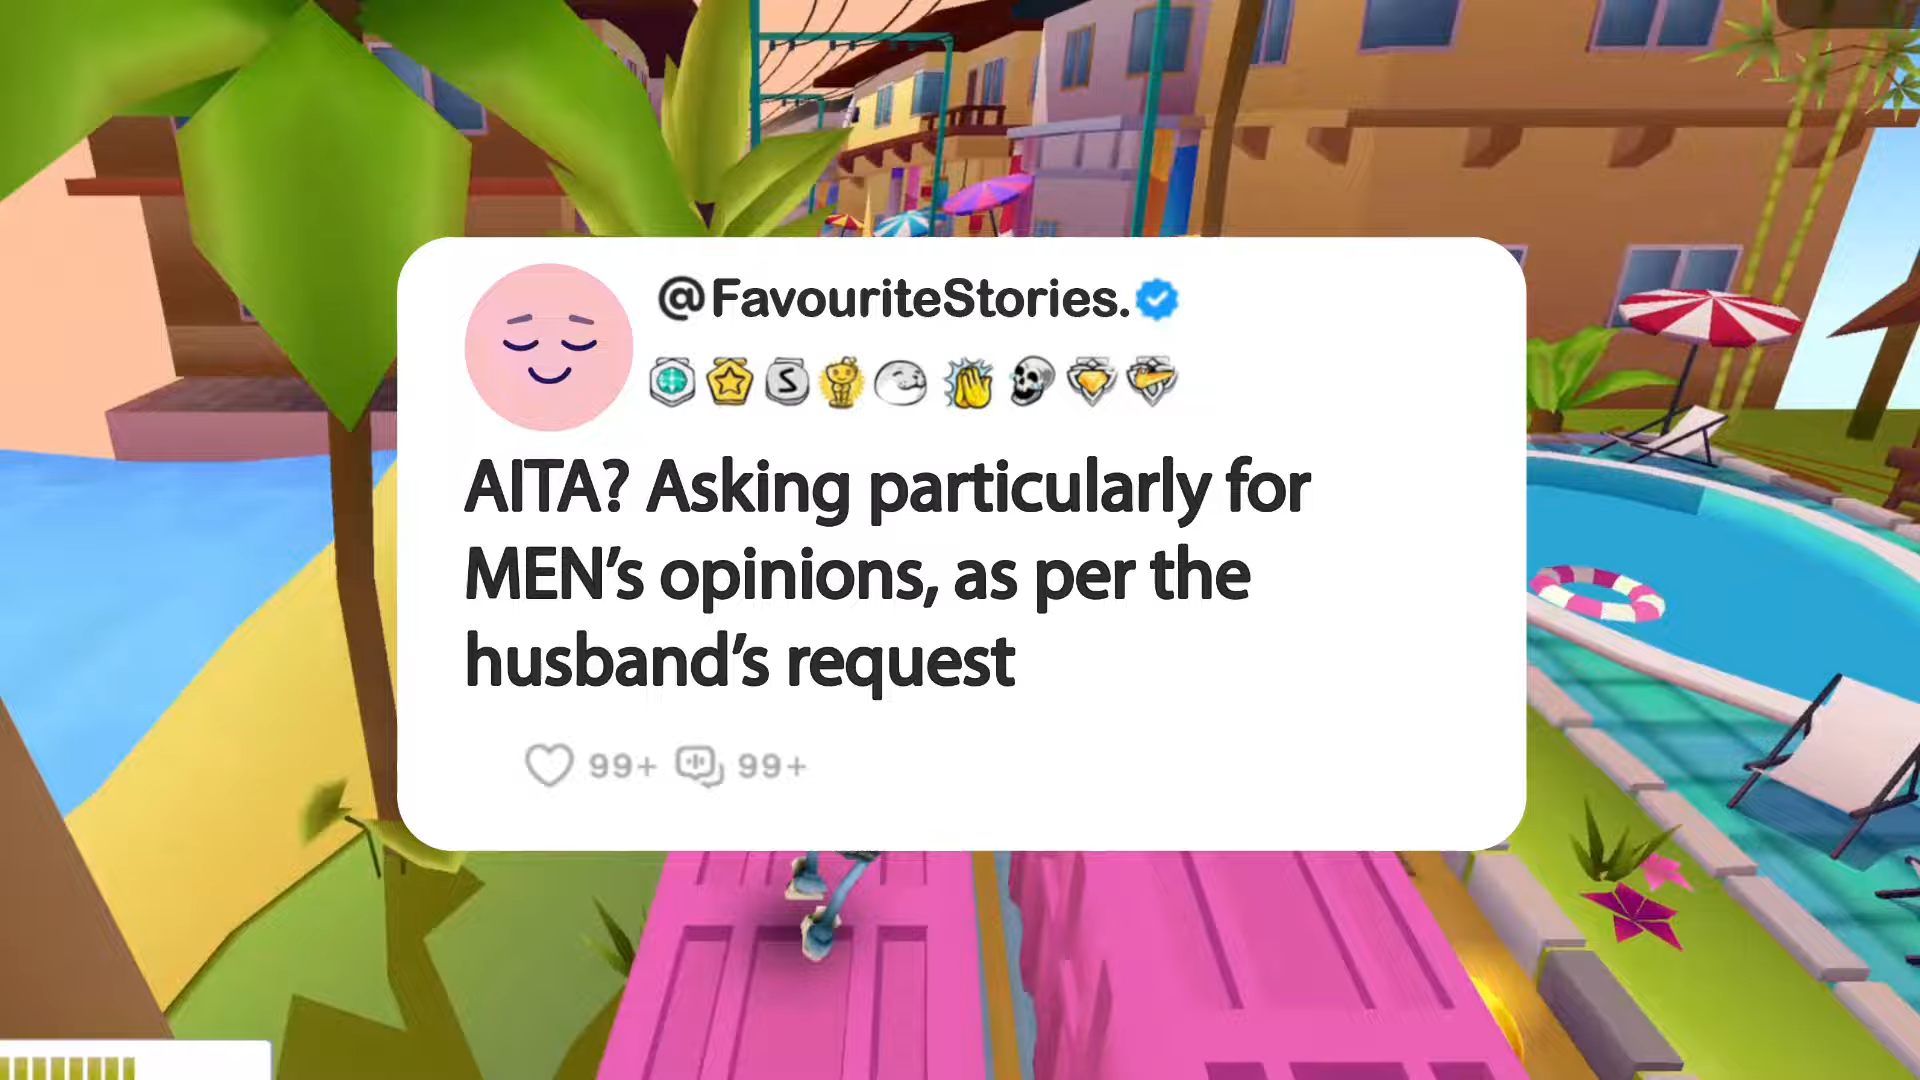 @FavouriteStories.
S
AITA? Asking particularly for
MEN’s opinions, as per the
husband’s request
99+ 99+